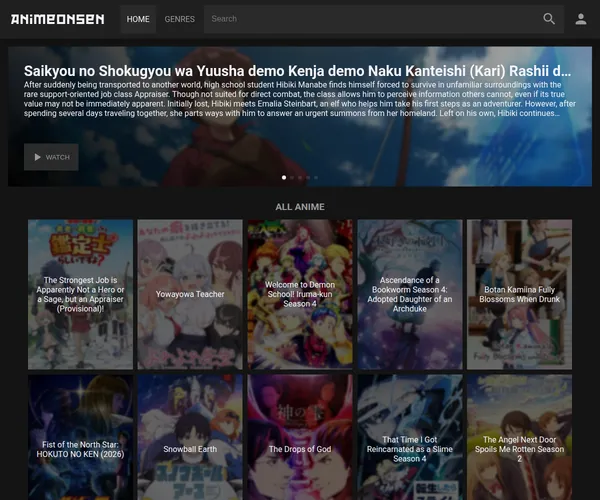 ANiMEONSEN
HOME
GENRES
Search
Saikyou no Shokugyou wa Yuusha demo Kenja demo Naku Kanteishi (Kari) Rashii d…
After suddenly being transported to another world, high school student Hibiki Manabe finds himself forced to survive in unfamiliar surroundings with the
rare support-oriented job class Appraiser. Though not suited for direct combat, the class allows him to perceive information others cannot, even if its true
value may not be immediately apparent. Initially lost, Hibiki meets Emalia Steinbart, an elf who helps him take his first steps as an adventurer. However, after
spending several days traveling together, she parts ways with him to answer an urgent summons from her homeland. Left on his own, Hibiki continues…
WATCH
ALL ANIME
The Strongest Job is
Apparently Not a Hero or
a Sage, but an Appraiser
(Provisional)!
Yowayowa Teacher
Welcome to Demon
School! Iruma-kun
Season 4
Ascendance of a
Bookworm Season 4:
Adopted Daughter of an
Archduke
Botan Kamiina Fully
Blossoms When Drunk
Fist of the North Star:
HOKUTO NO KEN (2026)
Snowball Earth
The Drops of God
That Time I Got
Reincarnated as a Slime
Season 4
The Angel Next Door
Spoils Me Rotten Season
2